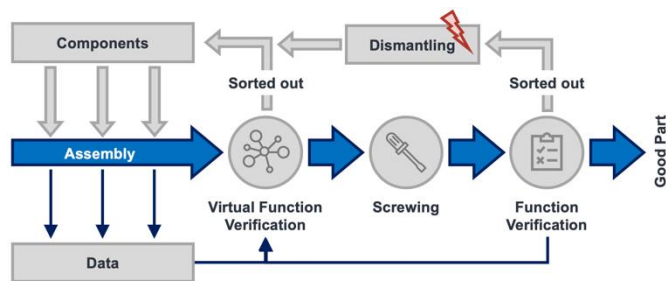 Components
Dismantling
Sorted out
Sorted out
Assembly
Good Part
Virtual Function
Verification
Screwing
Function
Verification
Data